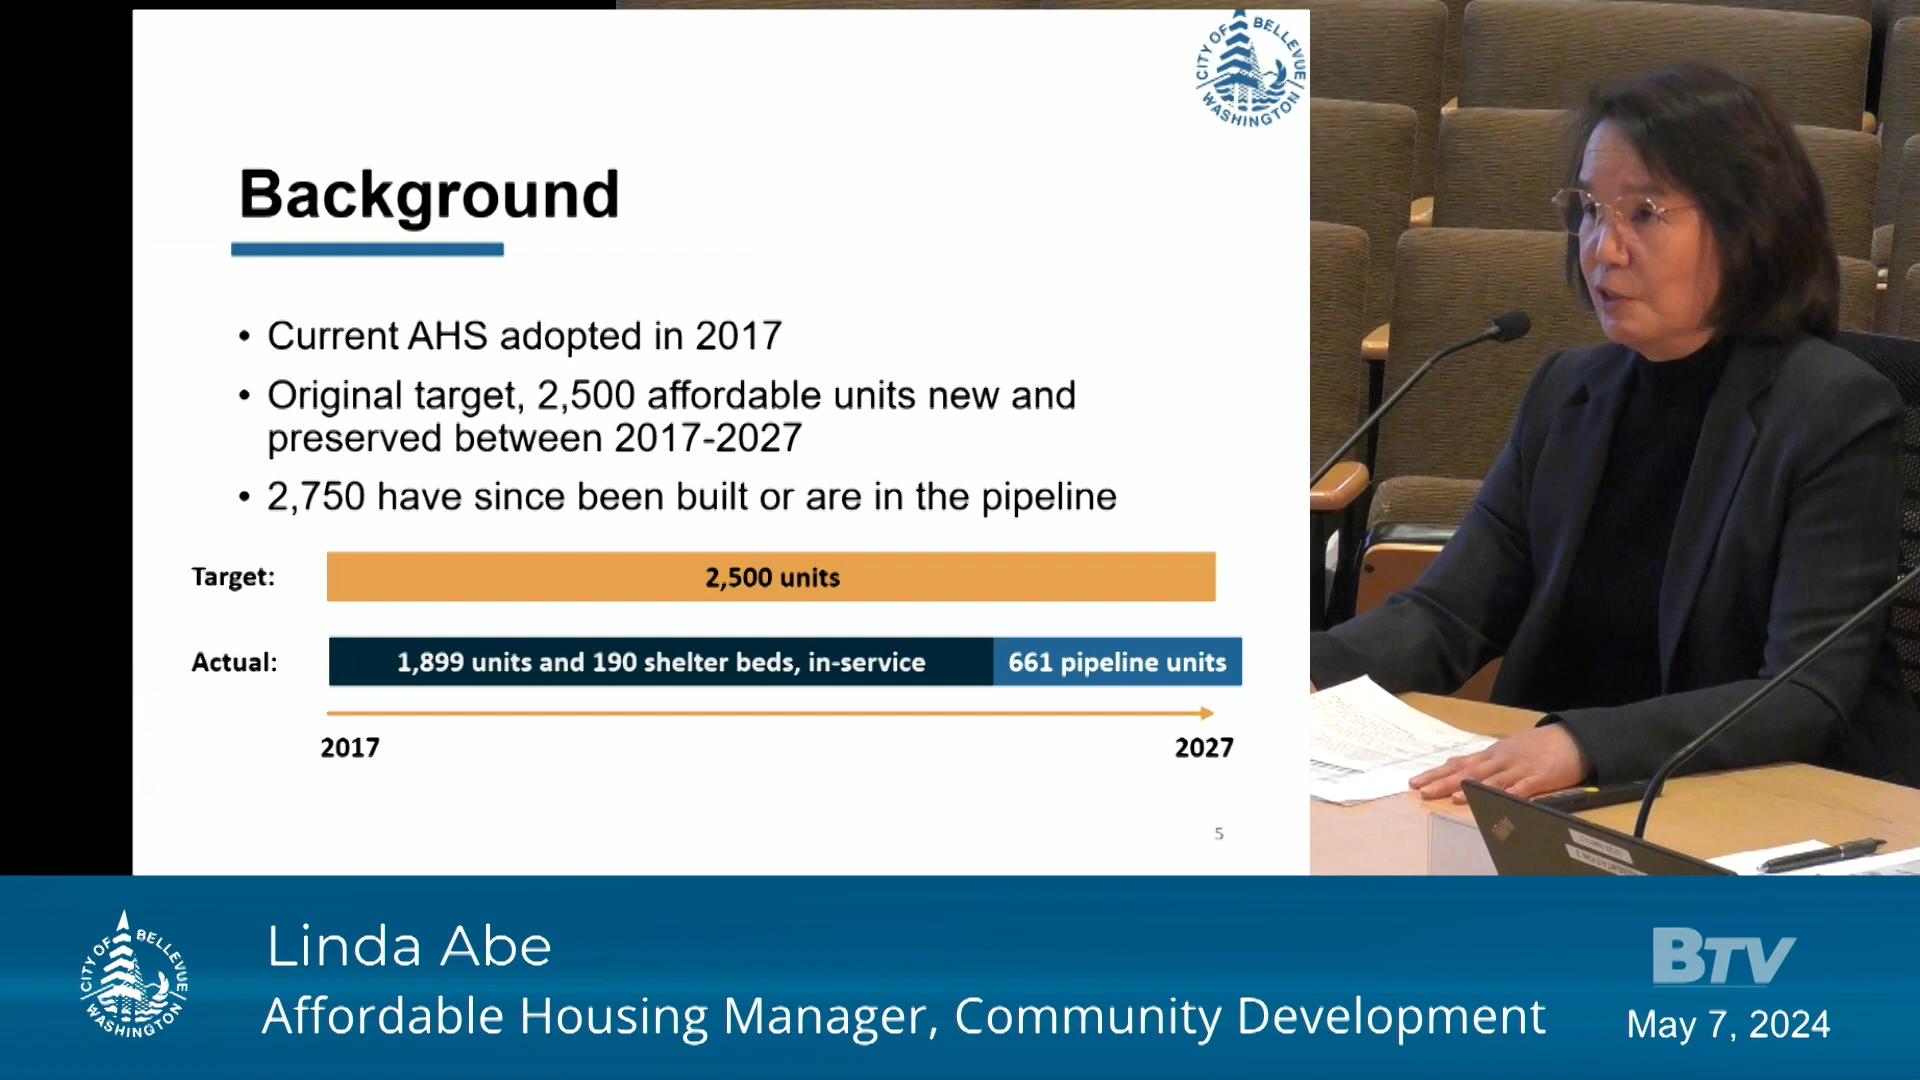 CITY OF BELLEVUE
WASHINGTON
Background
• Current AHS adopted in 2017
• Original target, 2,500 affordable units new and
preserved between 2017-2027
• 2,750 have since been built or are in the pipeline
Target:
2,500 units
Actual:
1,899 units and 190 shelter beds, in-service
661 pipeline units
2017
2027
5
CITY OF BELLEVUE
WASHINGTON
Linda Abe
Affordable Housing Manager, Community Development
BTV
May 7, 2024